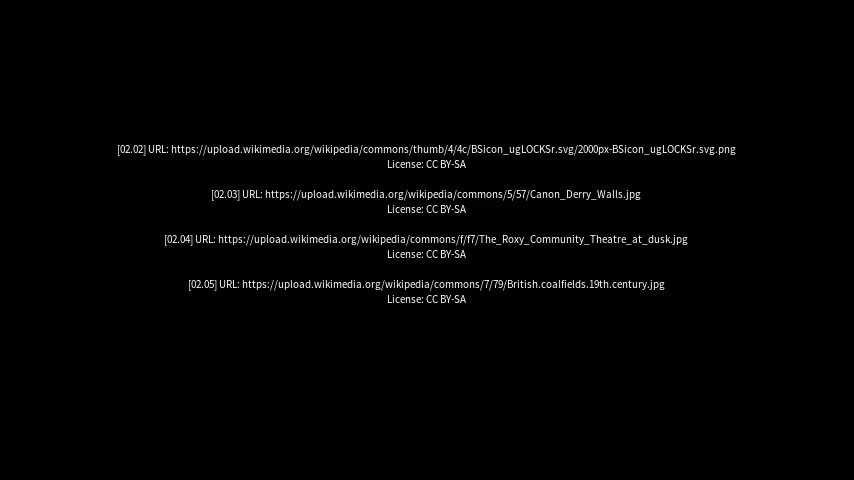 [02.02] URL: https://upload.wikimedia.org/wikipedia/commons/thumb/4/4c/BSicon_ugLOCKSr.svg/2000px-BSicon_ugLOCKSr.svg.png
License: CC BY-SA
[02.03] URL: https://upload.wikimedia.org/wikipedia/commons/5/57/Canon_Derry_Walls.jpg
License: CC BY-SA
[02.04] URL: https://upload.wikimedia.org/wikipedia/commons/f/f7/The_Roxy_Community_Theatre_at_dusk.jpg
License: CC BY-SA
[02.05] URL: https://upload.wikimedia.org/wikipedia/commons/7/79/British.coalfields.19th.century.jpg
License: CC BY-SA